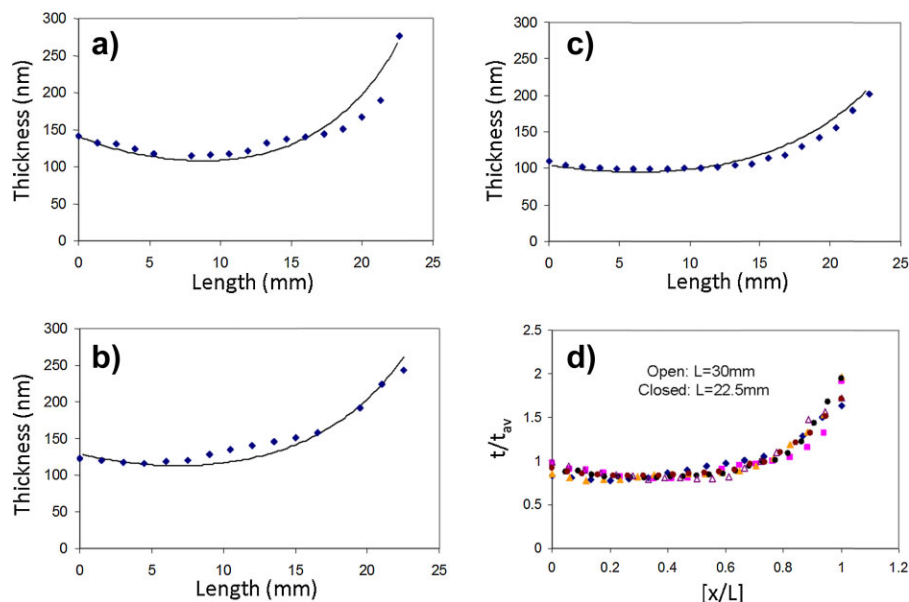 a)
Thickness (nm)
300
250
200
150
100
50
0
0 5 10 15 20 25
Length (mm)
c)
Thickness (nm)
300
250
200
150
100
50
0
0 5 10 15 20 25
Length (mm)
b)
Thickness (nm)
300
250
200
150
100
50
0
0 5 10 15 20 25
Length (mm)
d)
Open: L=30mm
Closed: L=22.5mm
t/tav
2.5
2
1.5
1
0.5
0
0 0.2 0.4 0.6 0.8 1 1.2
[x/L]